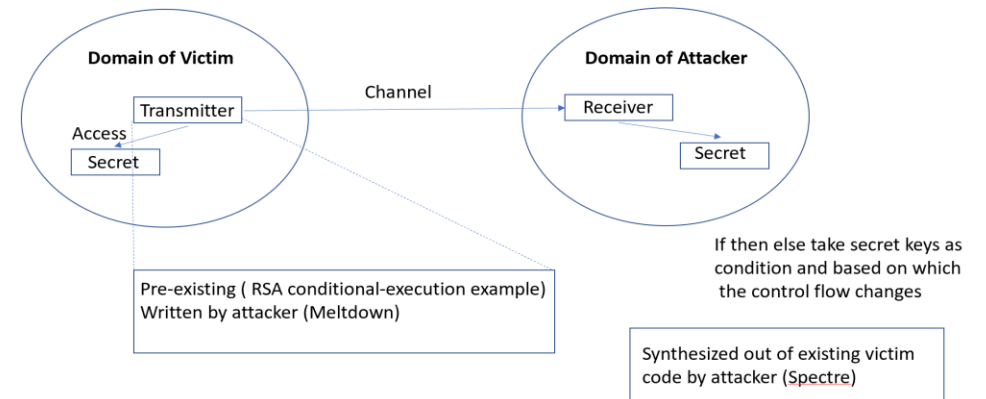 Domain of Victim
Domain of Attacker
Channel
Transmitter
Receiver
Access
Secret
Secret
If then else take secret keys as
condition and based on which
the control flow changes
Pre-existing ( RSA conditional-execution example)
Written by attacker (Meltdown)
Synthesized out of existing victim
code by attacker (Spectre)